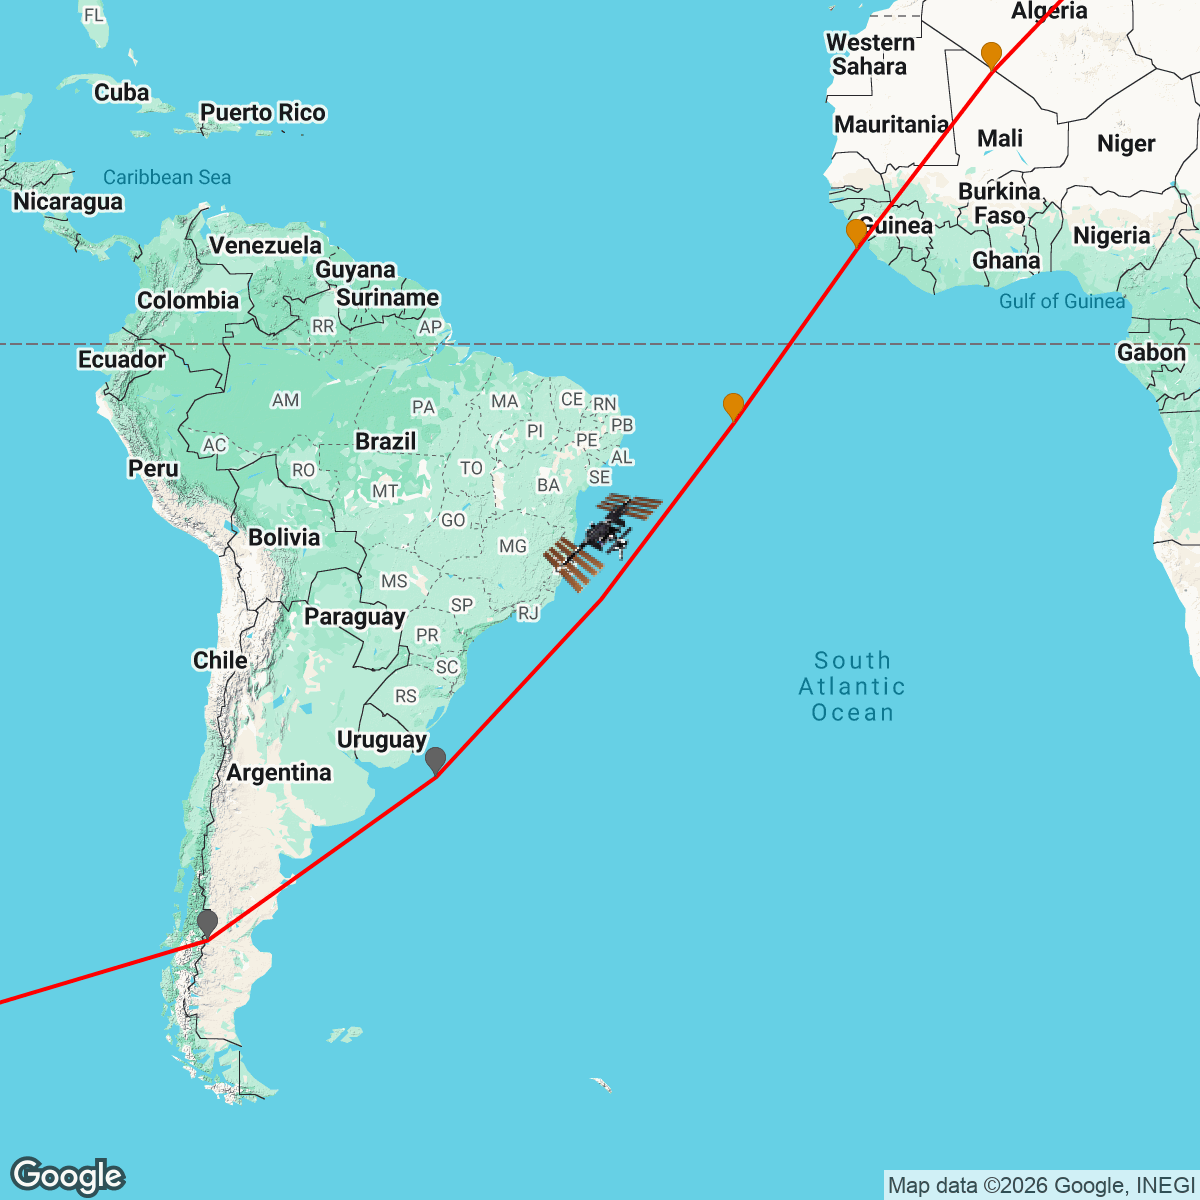 FL
Algeria
Western
Sahara
Cuba
Puerto Rico
Mauritania
Mali
Niger
Caribbean Sea
Nicaragua
Burkina
Faso
Guinea
Nigeria
Venezuela
Ghana
Guyana
Colombia
Suriname
Gulf of Guinea
RR
AP
Ecuador
Gabon
AM
PA
MA
CE
RN
PB
PI
Brazil
PE
AC
AL
Peru
RO
TO
SE
MT
BA
GO
Bolivia
MG
MS
SP
RJ
Paraguay
PR
Chile
SC
South
Atlantic
Ocean
RS
Uruguay
Argentina
Google
Map data ©2026 Google, INEGI